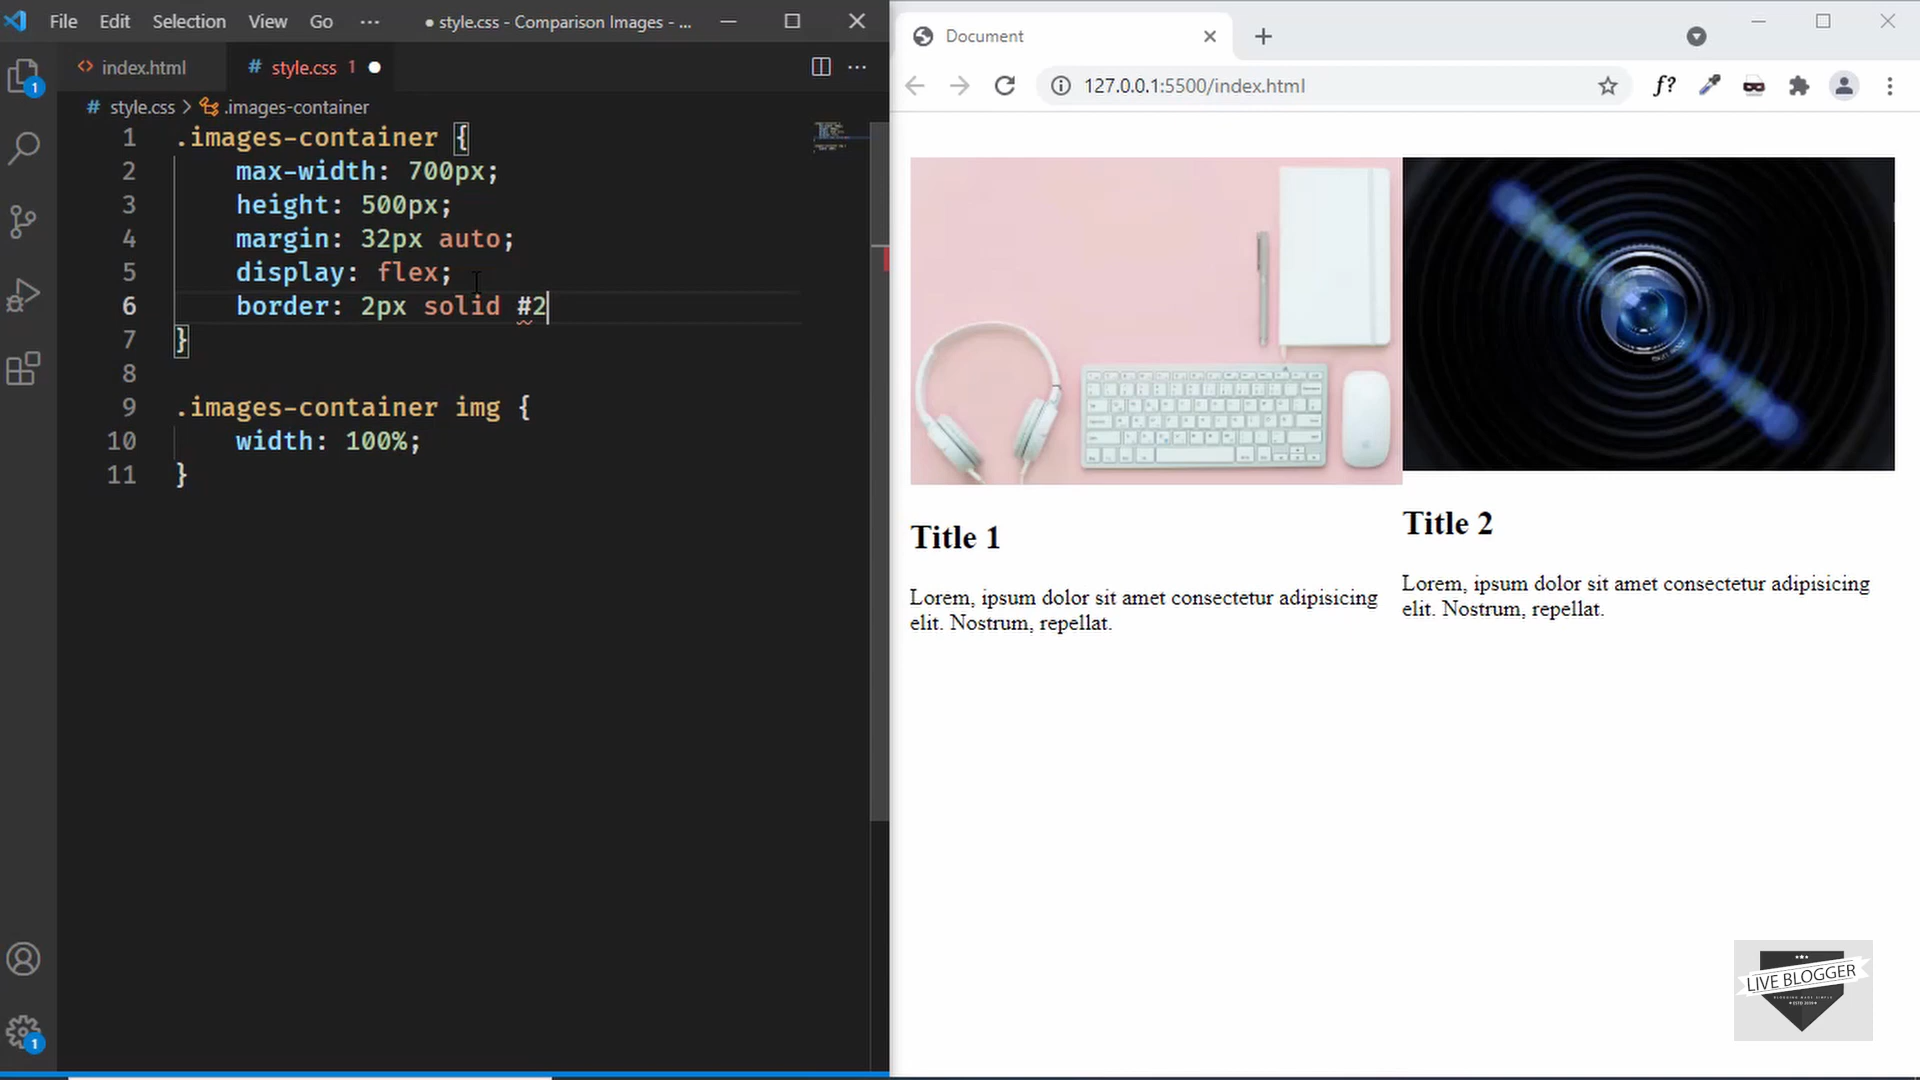 File Edit Selection View Go ··· ● style.css - Comparison Images - ...
index.html # style.css 1 ●
# style.css > .images-container
1 .images-container {
2 max-width: 700px;
3 height: 500px;
4 margin: 32px auto;
5 display: flex;
6 border: 2px solid #2
7 }
8
9 .images-container img {
10 width: 100%;
11 }
1
1
Document
127.0.0.1:5500/index.html
f?
Title 1
Lorem, ipsum dolor sit amet consectetur adipisicing
elit. Nostrum, repellat.
Title 2
Lorem, ipsum dolor sit amet consectetur adipisicing
elit. Nostrum, repellat.
LIVE BLOGGER